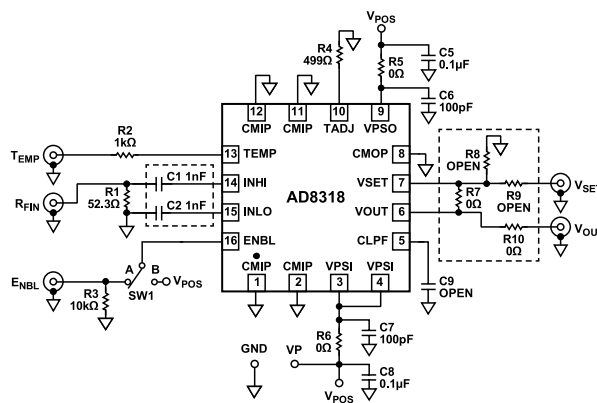 VPOS
R4
499Ω
R5
0Ω
C5
0.1µF
C6
100pF
12
11
10
9
CMIP
CMIP
TADJ
VPSO
R2
1kΩ
TEMP
13
TEMP
CMOP
8
R8
OPEN
C1 1nF
14
INHI
VSET
7
VSET
RFIN
R1
52.3Ω
AD8318
R7
0Ω
R9
OPEN
C2 1nF
15
INLO
VOUT
6
VOU
R10
0Ω
16
ENBL
CLPF
5
ENBL
A
B
VPOS
SW1
R3
10kΩ
CMIP
CMIP
VPSI
VPSI
1
2
3
4
C9
OPEN
R6
0Ω
C7
100pF
GND
VP
C8
0.1µF
VPOS